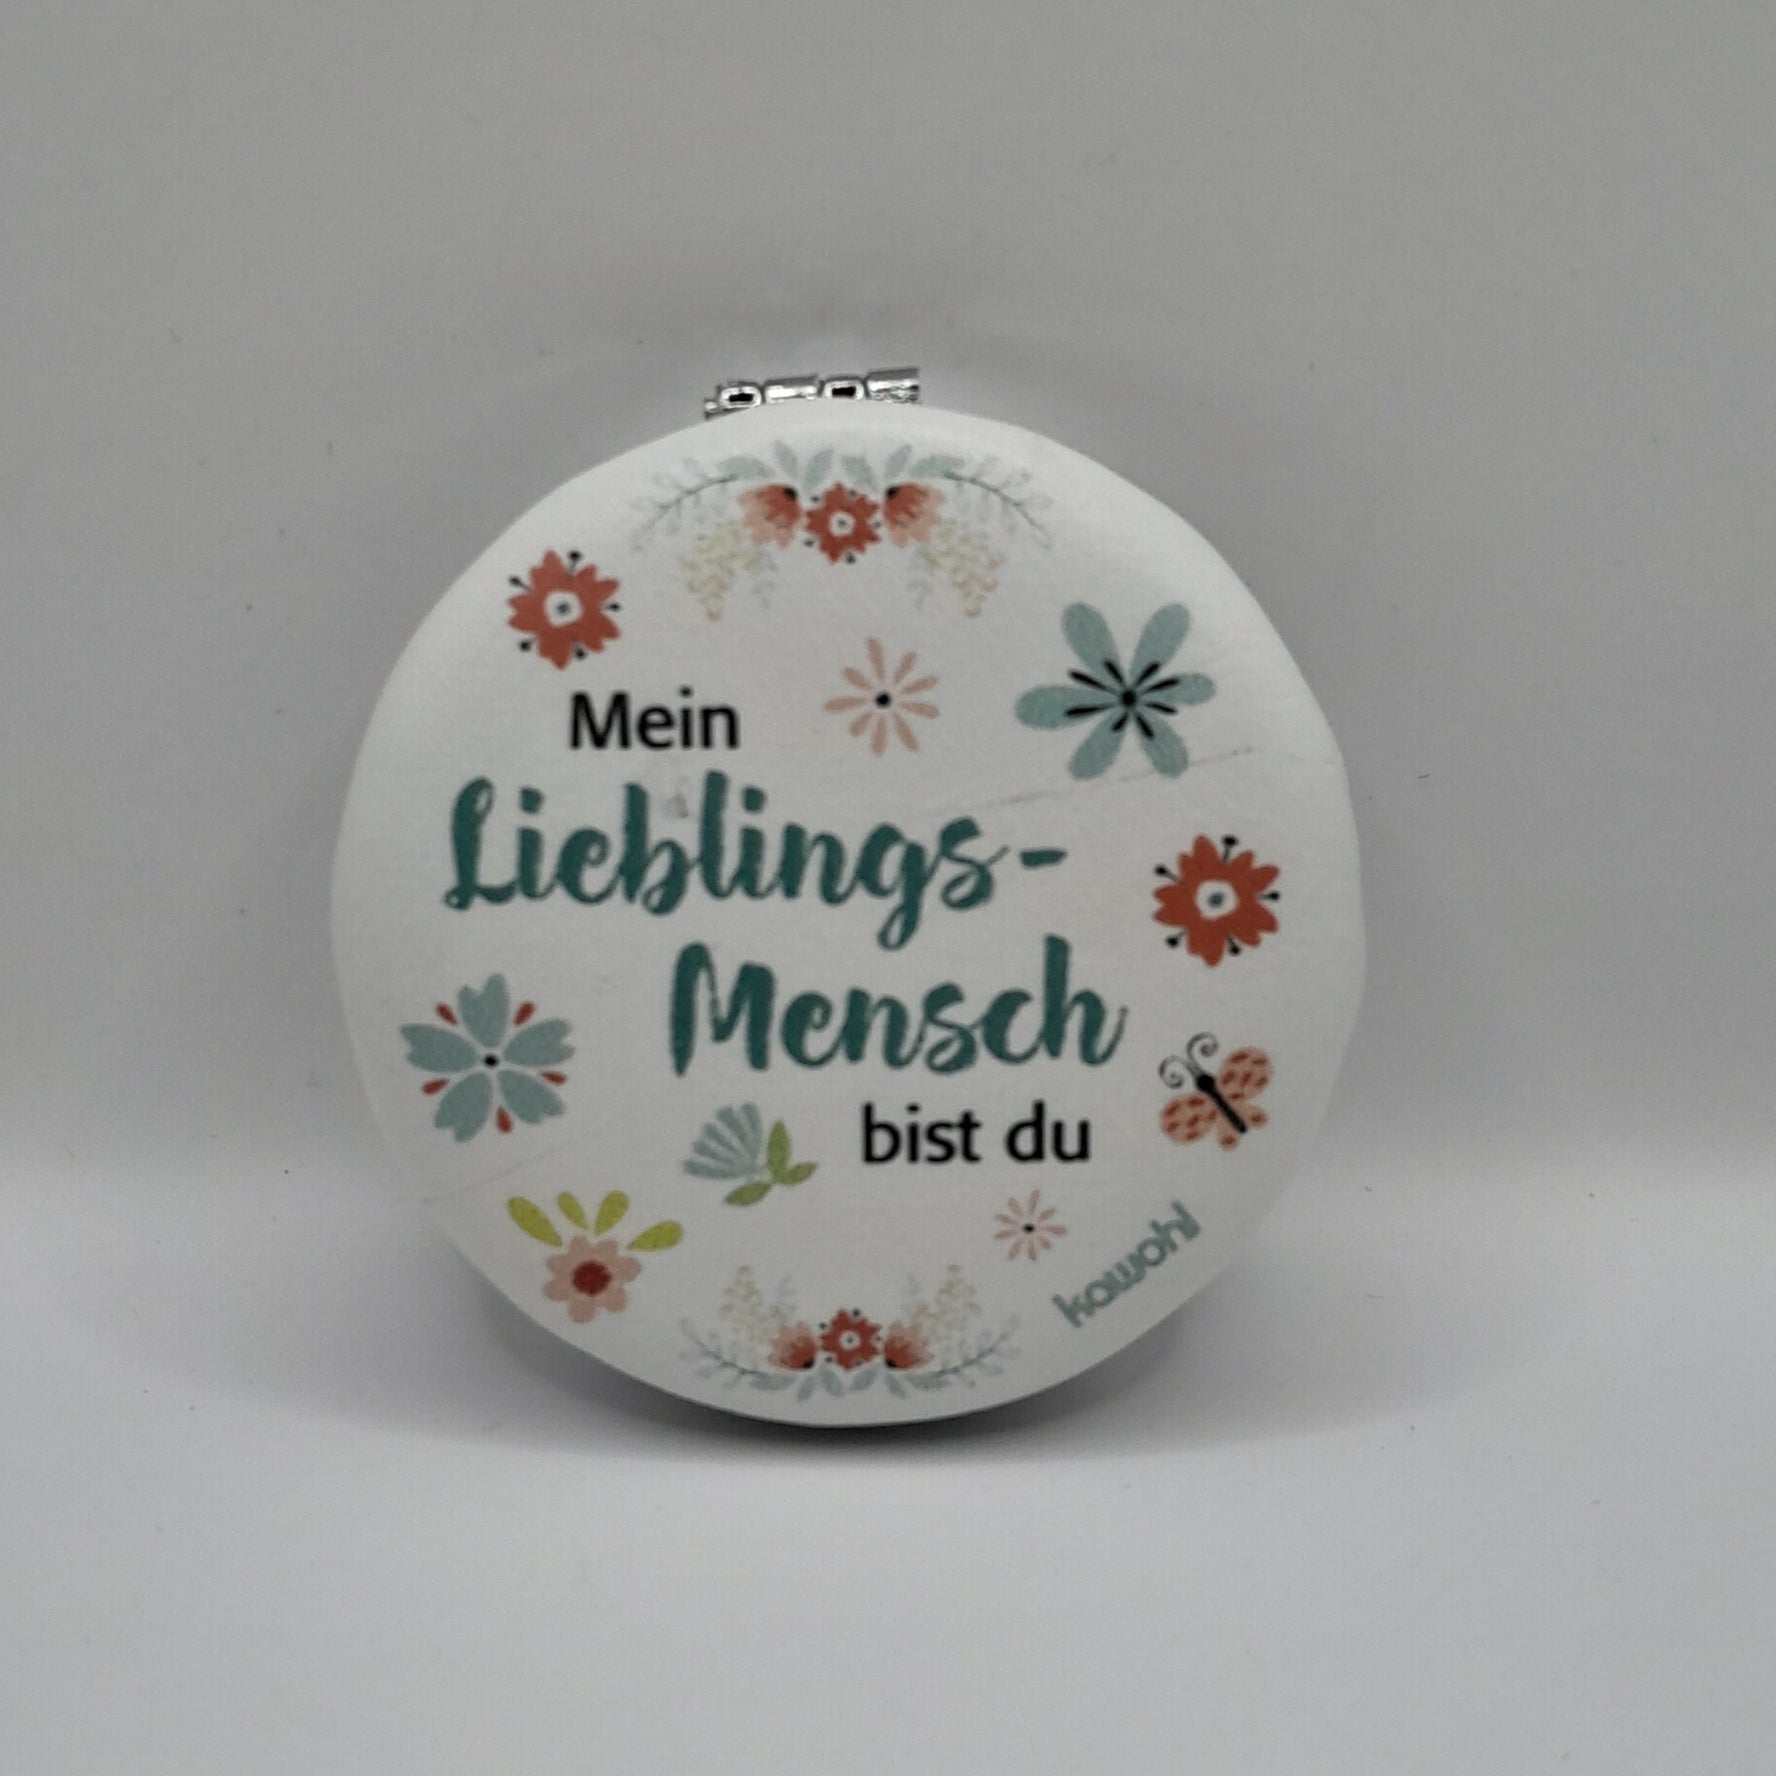 Mein
Lieblings-
Mensch
bist du
kawohl